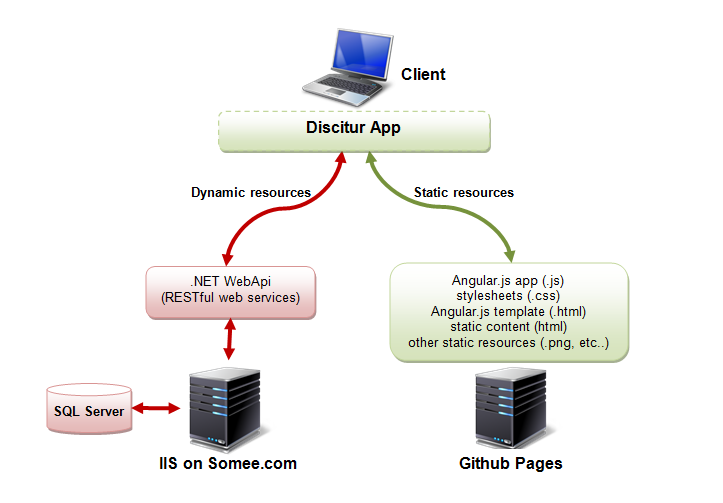 Client
Discitur App
Dynamic resources
Static resources
.NET WebApi
(RESTful web services)
Angular.js app (.js)
stylesheets (.css)
Angular.js template (.html)
static content (html)
other static resources (.png, etc..)
SQL Server
IIS on Somee.com
Github Pages